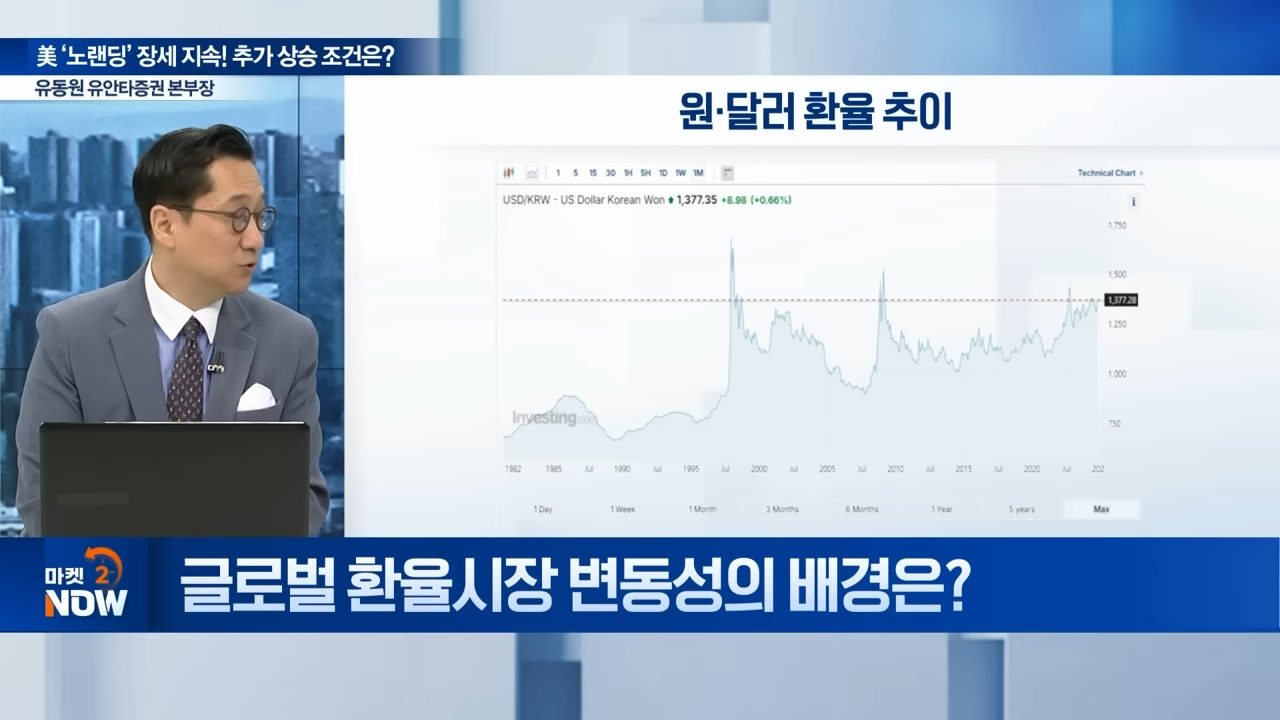 美 ‘노랜딩’ 장세 지속! 추가 상승 조건은?
유동원 유안타증권 본부장
원·달러 환율 추이
1 5 15 30 1H 5H 1D 1W 1M
Technical Chart »
USD/KRW - US Dollar Korean Won 1,377.35 +8.98 (+0.66%)
i
1,750
1,500
1,377.28
1,250
1,000
750
Investing.com
1982 1985 Jul 1990 Jul 1995 Jul 2000 Jul 2005 Jul 2010 Jul 2015 Jul 2020 Jul 202
1 Day 1 Week 1 Month 3 Months 6 Months 1 Year 5 years Max
마켓 2
NOW
글로벌 환율시장 변동성의 배경은?